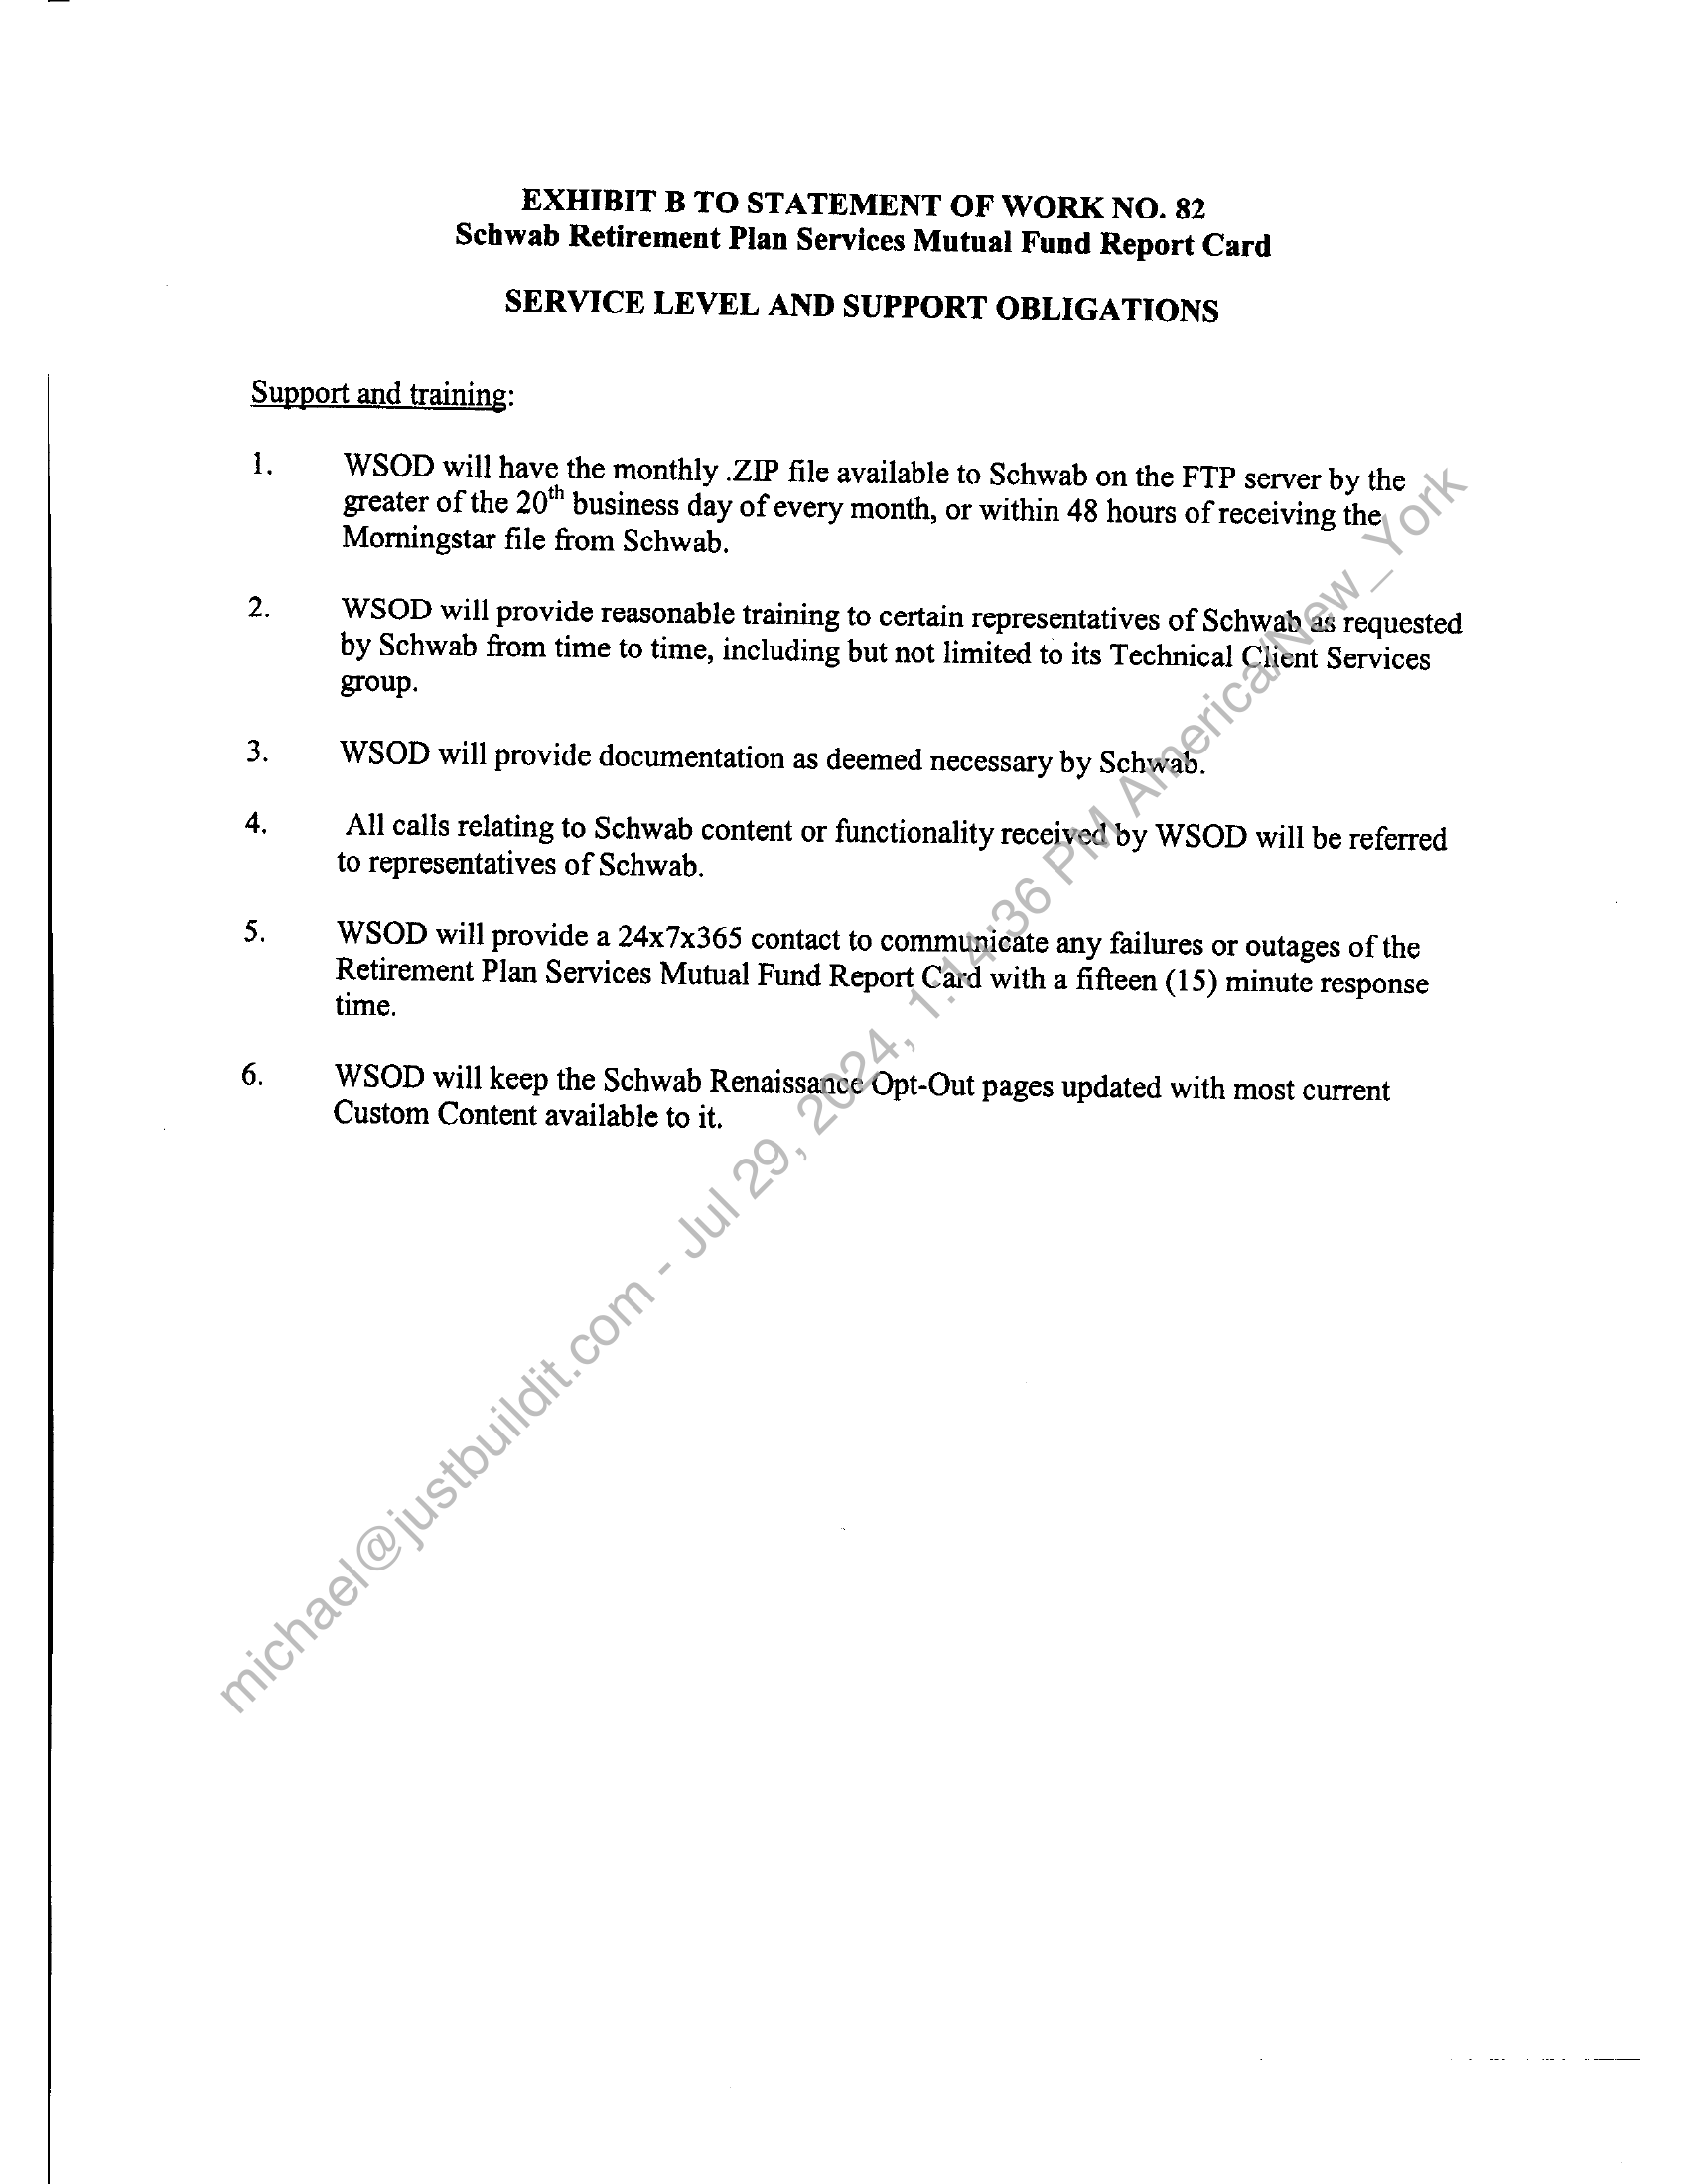 EXHIBIT B TO STATEMENT OF WORK NO. 82
Schwab Retirement Plan Services Mutual Fund Report Card
SERVICE LEVEL AND SUPPORT OBLIGATIONS
Support and training:
1. WSOD will have the monthly .ZIP file available to Schwab on the FTP server by the
greater of the 20th business day of every month, or within 48 hours of receiving the
Morningstar file from Schwab.
2. WSOD will provide reasonable training to certain representatives of Schwab as requested
by Schwab from time to time, including but not limited to its Technical Client Services
group.
3. WSOD will provide documentation as deemed necessary by Schwab.
4. All calls relating to Schwab content or functionality received by WSOD will be referred
to representatives of Schwab.
5. WSOD will provide a 24x7x365 contact to communicate any failures or outages of the
Retirement Plan Services Mutual Fund Report Card with a fifteen (15) minute response
time.
6. WSOD will keep the Schwab Renaissance Opt-Out pages updated with most current
Custom Content available to it.
michael@justbuildit.com - Jul 29, 2024, 1:14:36 PM America/New_York